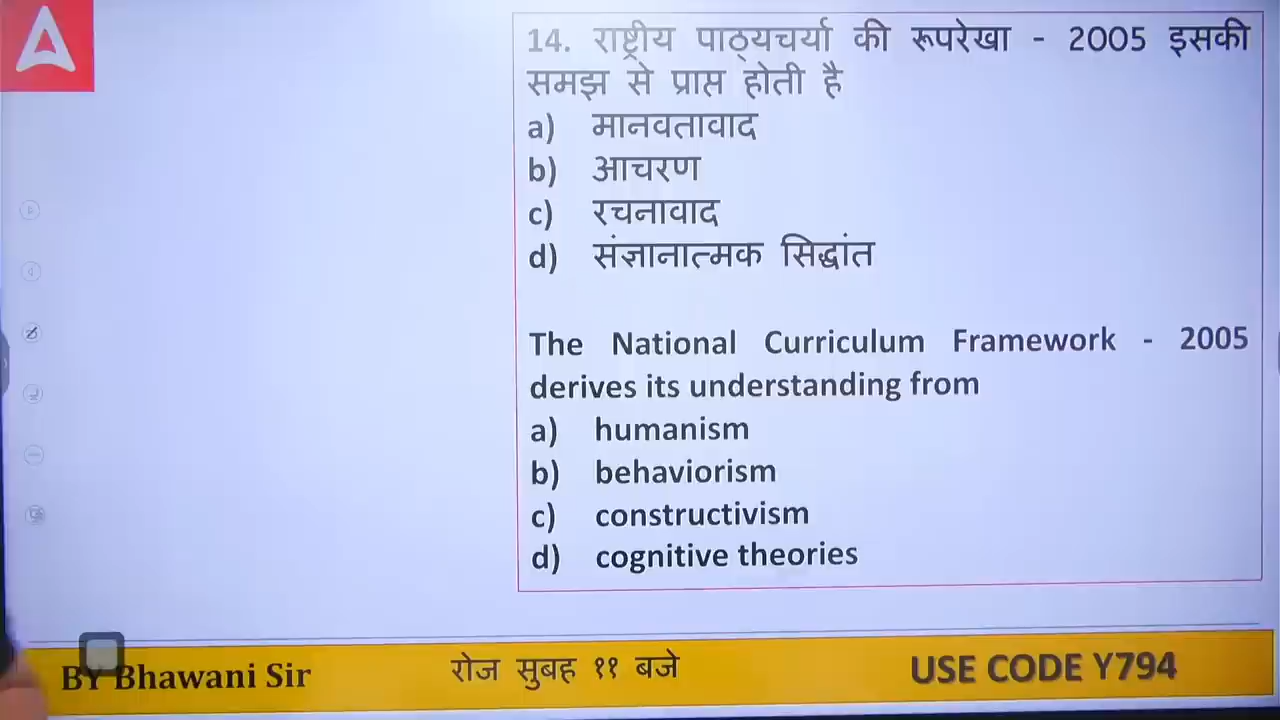 14. राष्ट्रीय पाठ्यचर्या की रूपरेखा - 2005 इसकी
समझ से प्राप्त होती है
a) मानवतावाद
b) आचरण
c) रचनावाद
d) संज्ञानात्मक सिद्धांत
The National Curriculum Framework - 2005
derives its understanding from
a) humanism
b) behaviorism
c) constructivism
d) cognitive theories
BY Bhawani Sir
रोज सुबह ११ बजे
USE CODE Y794